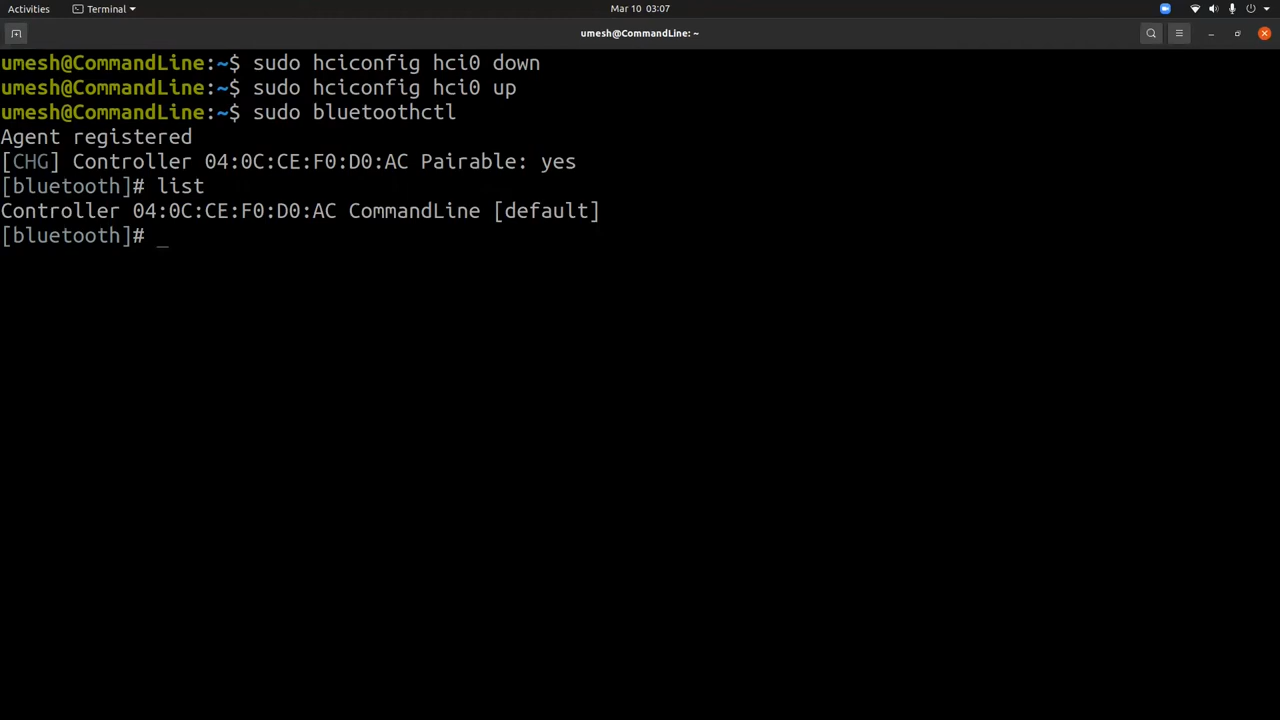 Activities
Terminal
Mar 10 03:07
umesh@CommandLine: ~
umesh@CommandLine:~$ sudo hciconfig hci0 down
umesh@CommandLine:~$ sudo hciconfig hci0 up
umesh@CommandLine:~$ sudo bluetoothctl
Agent registered
[CHG] Controller 04:0C:CE:F0:D0:AC Pairable: yes
[bluetooth]# list
Controller 04:0C:CE:F0:D0:AC CommandLine [default]
[bluetooth]# _